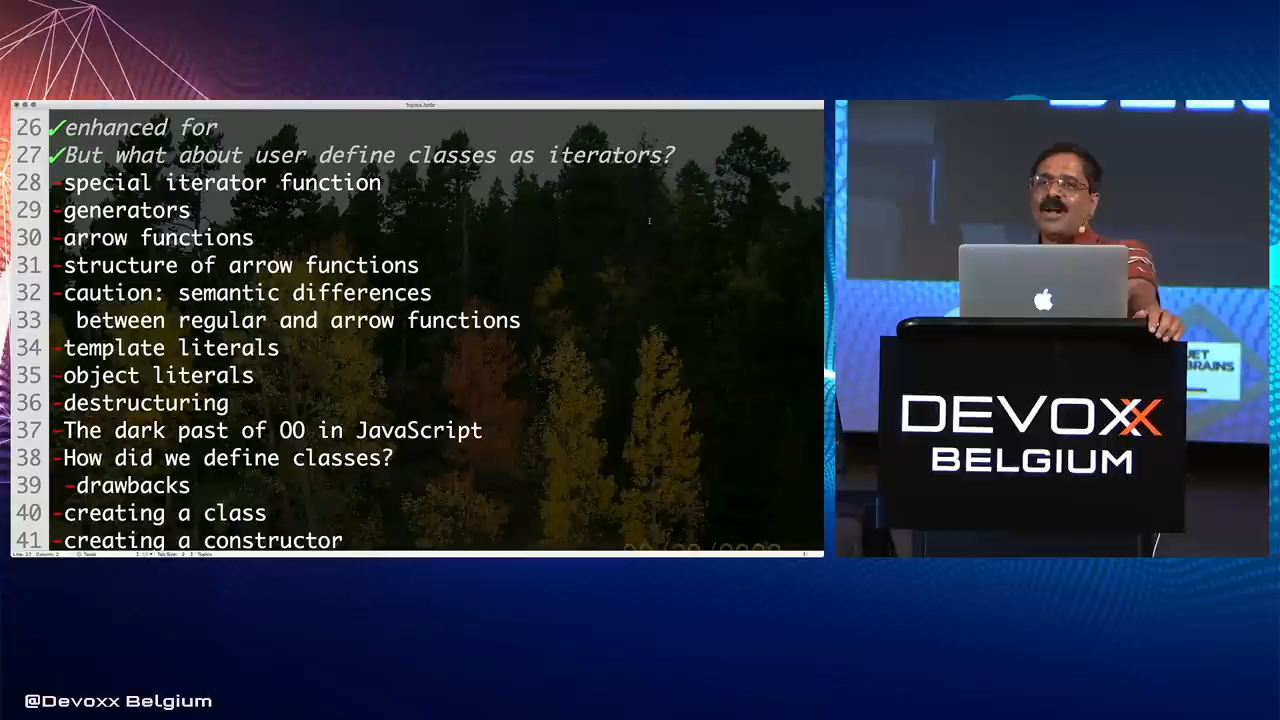 26 ✓enhanced for
27 ✓But what about user define classes as iterators?
28 -special iterator function
29 -generators
30 -arrow functions
31 -structure of arrow functions
32 -caution: semantic differences
33 between regular and arrow functions
34 -template literals
35 -object literals
36 -destructuring
37 -The dark past of OO in JavaScript
38 -How did we define classes?
39 -drawbacks
40 -creating a class
41 -creating a constructor
JET
BRAINS
DEVOXX
BELGIUM
@Devoxx Belgium